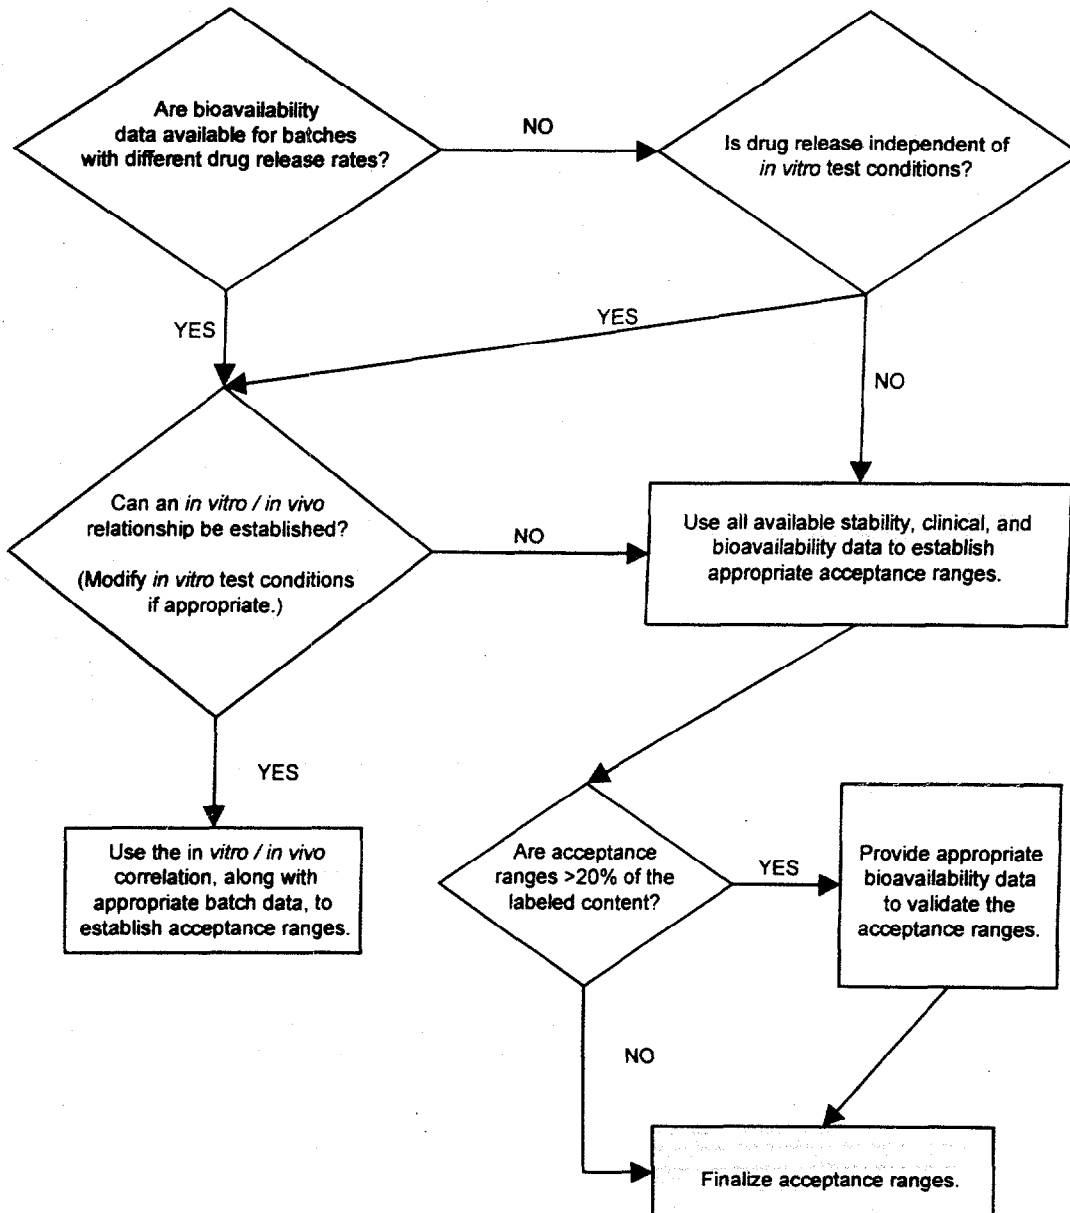 Are bioavailability
data available for batches
with different drug release rates?
NO
Is drug release independent of
in vitro test conditions?
YES
YES
NO
Can an in vitro / in vivo
relationship be established?
(Modify in vitro test conditions
if appropriate.)
NO
Use all available stability, clinical, and
bioavailability data to establish
appropriate acceptance ranges.
YES
Use the in vitro / in vivo
correlation, along with
appropriate batch data, to
establish acceptance ranges.
Are acceptance
ranges >20% of the
labeled content?
YES
Provide appropriate
bioavailability data
to validate the
acceptance ranges.
NO
Finalize acceptance ranges.